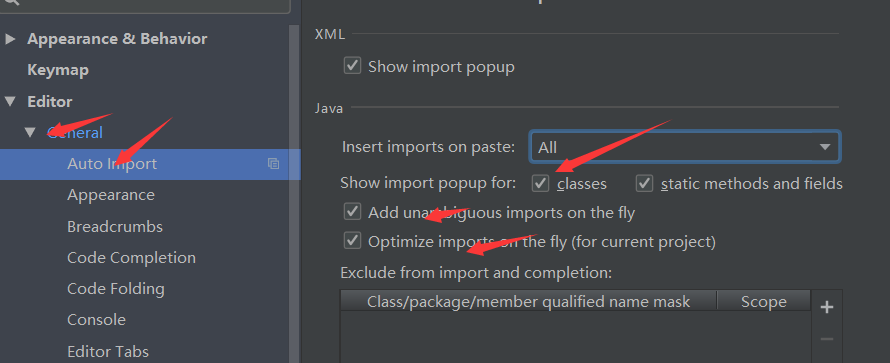 Appearance & Behavior
Keymap
Editor
General
Auto Import
Appearance
Breadcrumbs
Code Completion
Code Folding
Console
Editor Tabs
XML
Show import popup
Java
Insert imports on paste: All
Show import popup for: classes static methods and fields
Add unambiguous imports on the fly
Optimize imports on the fly (for current project)
Exclude from import and completion:
Class/package/member qualified name mask Scope